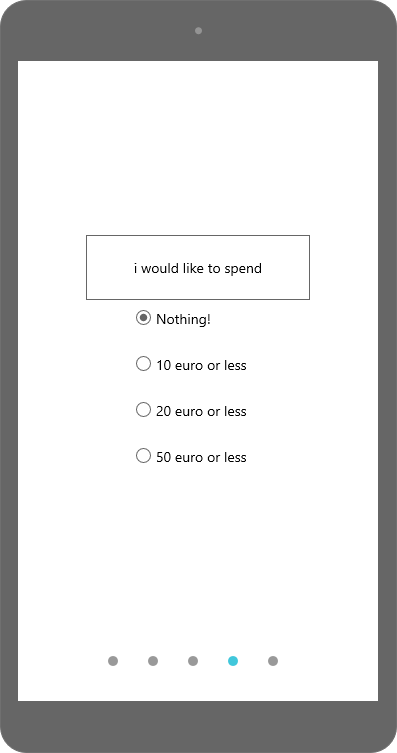 i would like to spend
Nothing!
10 euro or less
20 euro or less
50 euro or less